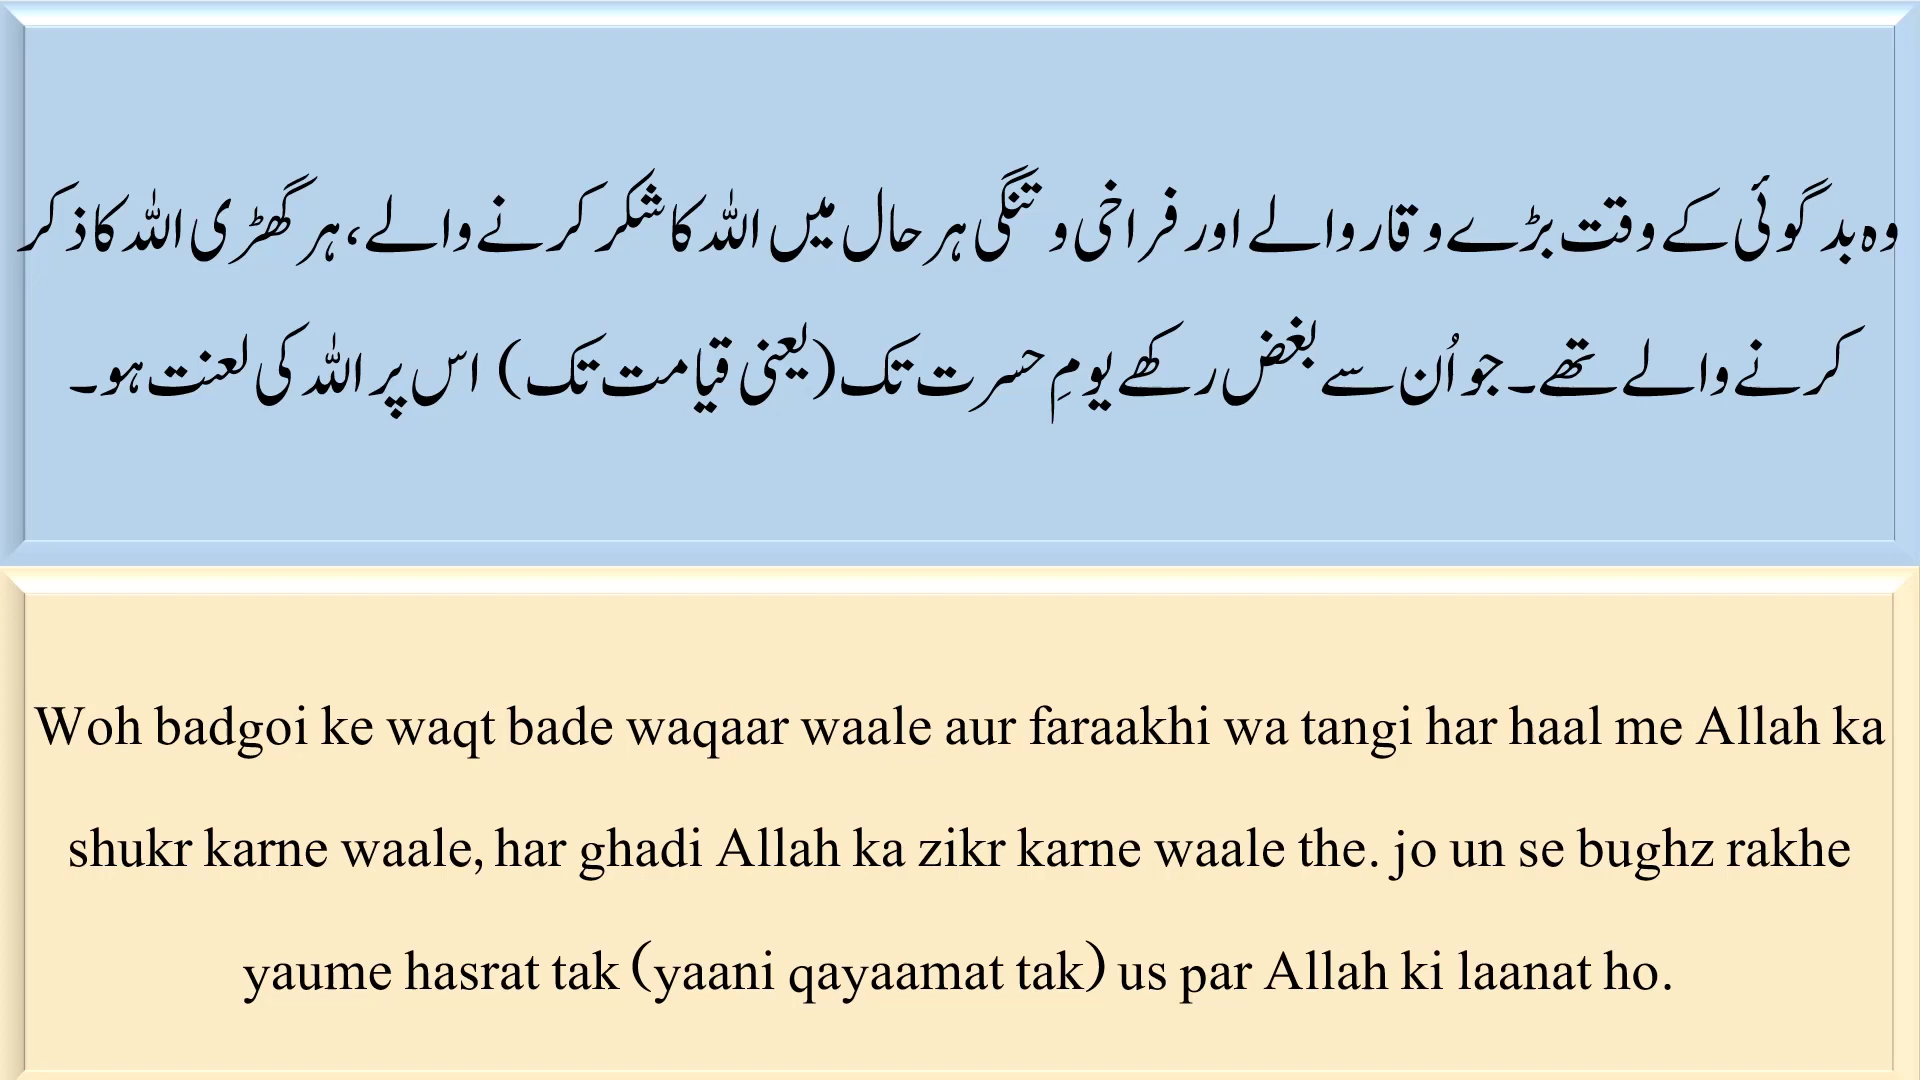 وہ بدگوئی کے وقت بڑے وقار والے اور فراخی و تنگی ہر حال میں اللہ کا شکر کرنے والے، ہر گھڑی اللہ کا ذکر
کرنے والے تھے۔ جو اُن سے بغض رکھے یومِ حسرت تک (یعنی قیامت تک) اس پر اللہ کی لعنت ہو۔
Woh badgoi ke waqt bade waqaar waale aur faraakhi wa tangi har haal me Allah ka
shukr karne waale, har ghadi Allah ka zikr karne waale the. jo un se bughz rakhe
yaume hasrat tak (yaani qayaamat tak) us par Allah ki laanat ho.